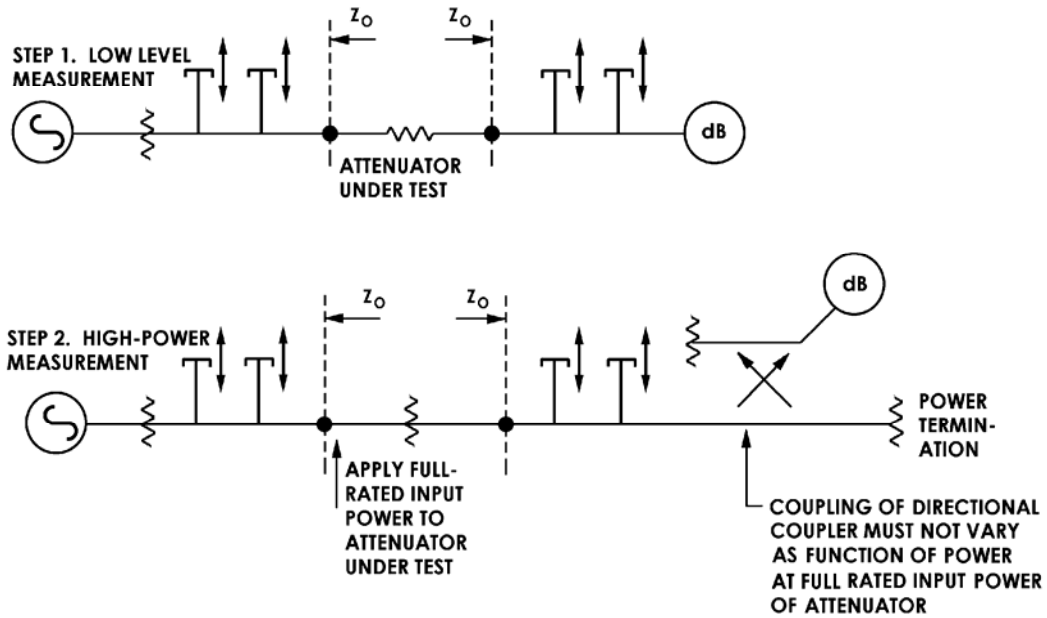 Z₀ Z₀
STEP 1. LOW LEVEL
MEASUREMENT
dB
ATTENUATOR
UNDER TEST
dB
Z₀ Z₀
STEP 2. HIGH-POWER
MEASUREMENT
POWER
TERMIN-
ATION
APPLY FULL-
RATED INPUT
POWER TO
ATTENUATOR
UNDER TEST
COUPLING OF DIRECTIONAL
COUPLER MUST NOT VARY
AS FUNCTION OF POWER
AT FULL RATED INPUT POWER
OF ATTENUATOR